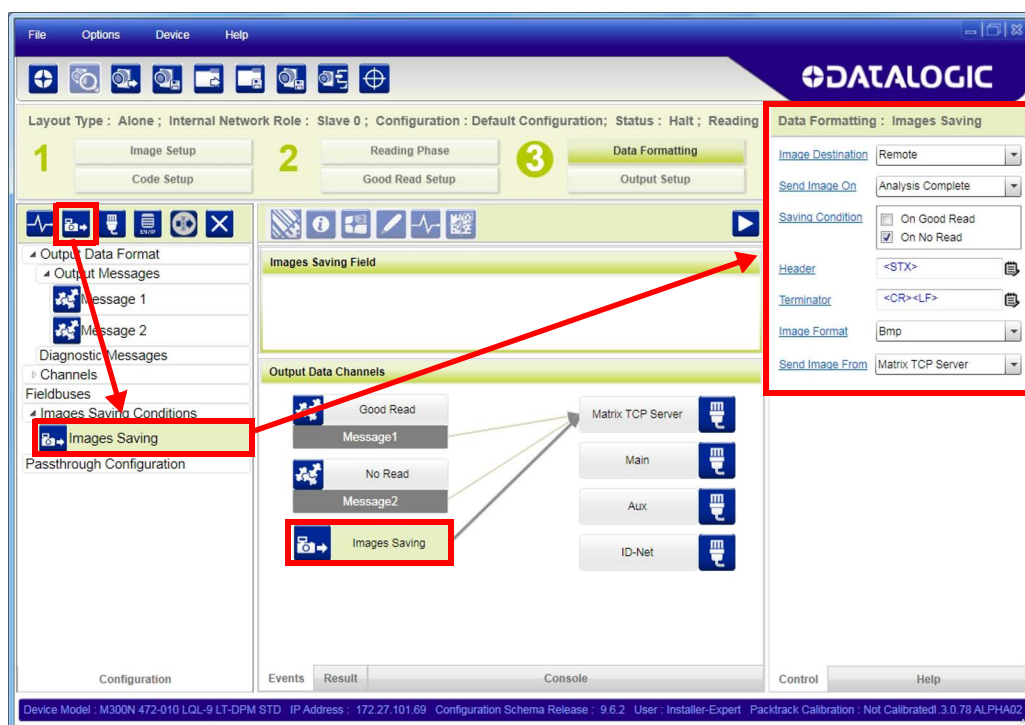 File Options Device Help
DATALOGIC
Layout Type : Alone ; Internal Network Role : Slave 0 ; Configuration : Default Configuration; Status : Halt ; Reading
1 Image Setup Code Setup
2 Reading Phase Good Read Setup
3 Data Formatting Output Setup
Output Data Format
Output Messages
Message 1
Message 2
Diagnostic Messages
Channels
Fieldbuses
Images Saving Conditions
Images Saving
Passthrough Configuration
Configuration
Images Saving Field
Output Data Channels
Good Read
Message1
No Read
Message2
Images Saving
Matrix TCP Server
Main
Aux
ID-Net
Events Result Console
Data Formatting : Images Saving
Image Destination Remote
Send Image On Analysis Complete
Saving Condition On Good Read
On No Read
Header <STX>
Terminator <CR><LF>
Image Format Bmp
Send Image From Matrix TCP Server
Control Help
Device Model : M300N 472-010 LQL-9 LT-DPM STD IP Address : 172.27.101.69 Configuration Schema Release : 9.6.2 User : Installer-Expert Packtrack Calibration : Not Calibrated!.3.0.78 ALPHA02